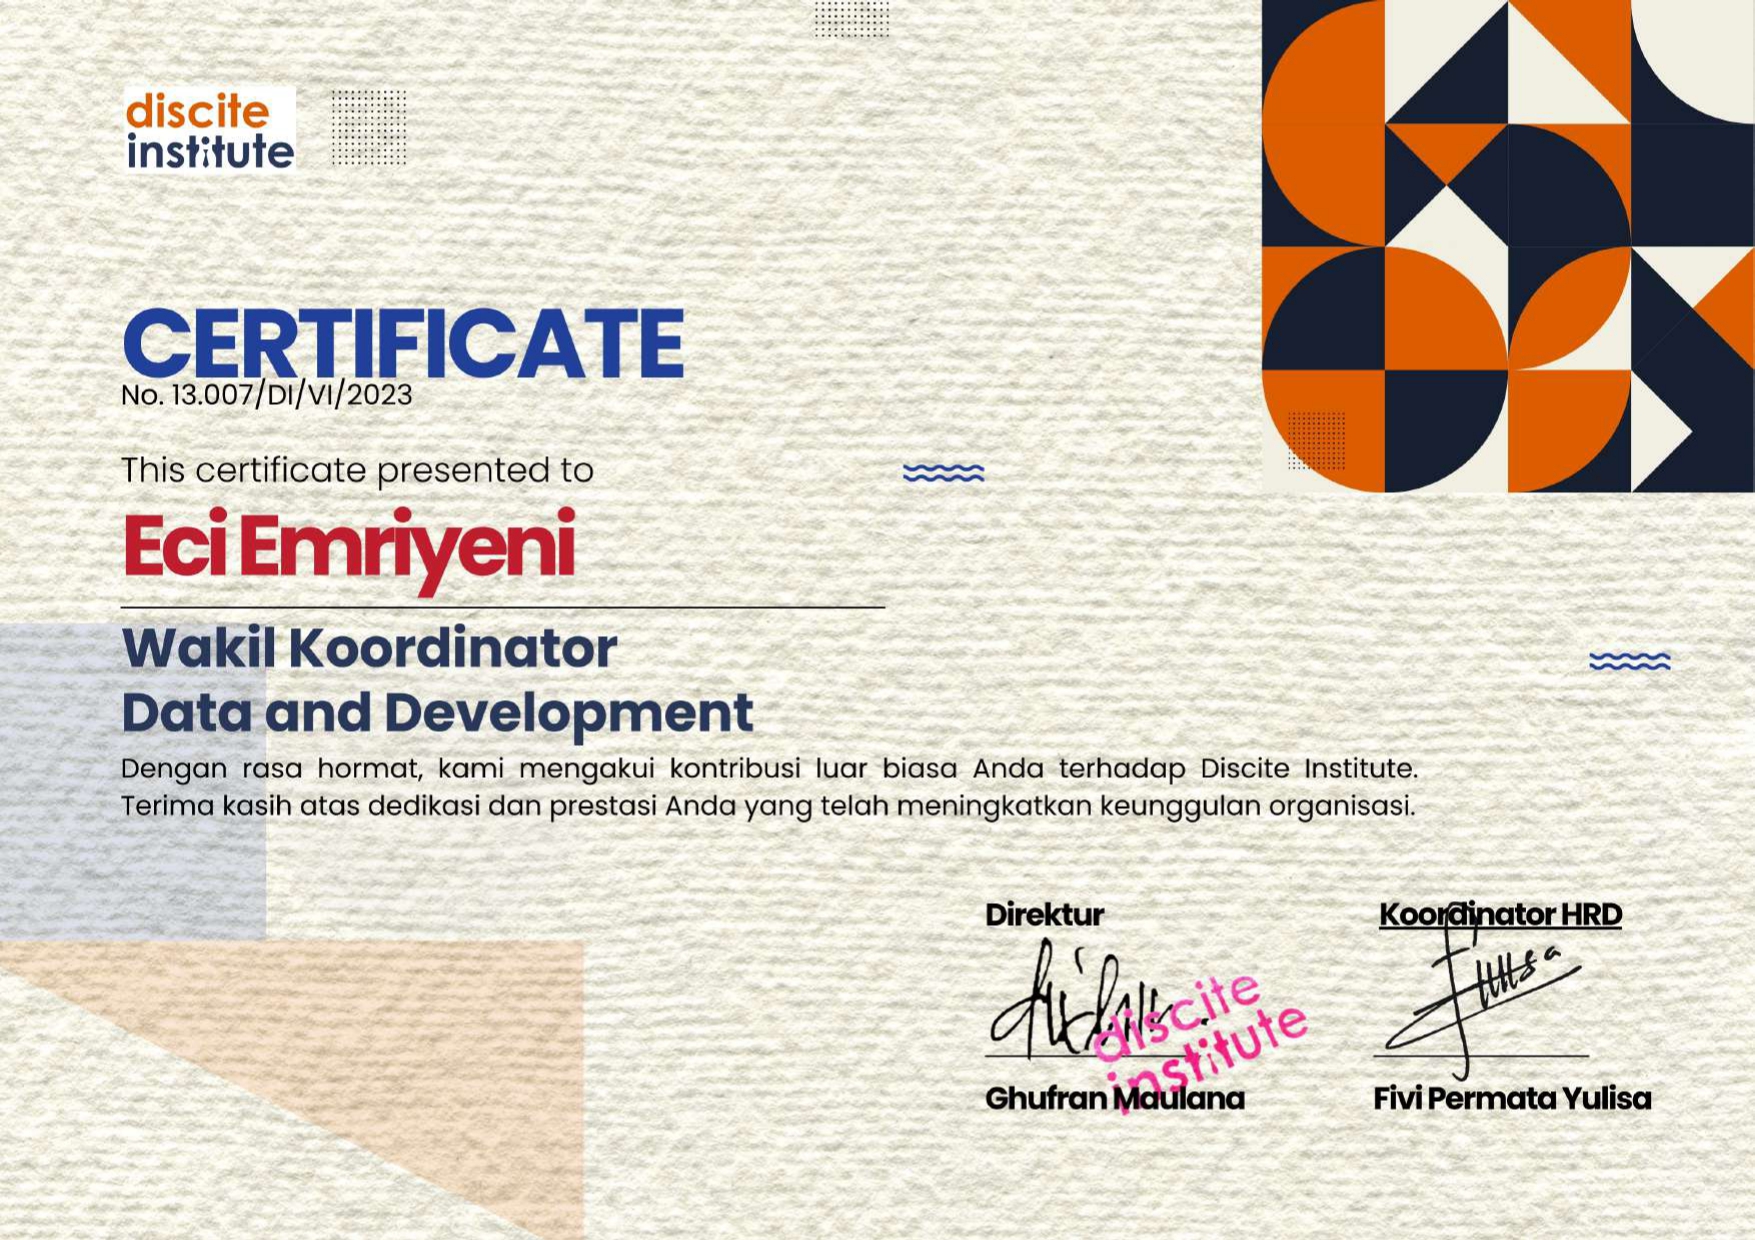 discite
institute
CERTIFICATE
No. 13.007/DI/VI/2023
This certificate presented to
Eci Emriyeni
Wakil Koordinator
Data and Development
Dengan rasa hormat, kami mengakui kontribusi luar biasa Anda terhadap Discite Institute.
Terima kasih atas dedikasi dan prestasi Anda yang telah meningkatkan keunggulan organisasi.
Direktur
Koordinator HRD
discite
institute
Ghufran Maulana
Fivi Permata Yulisa